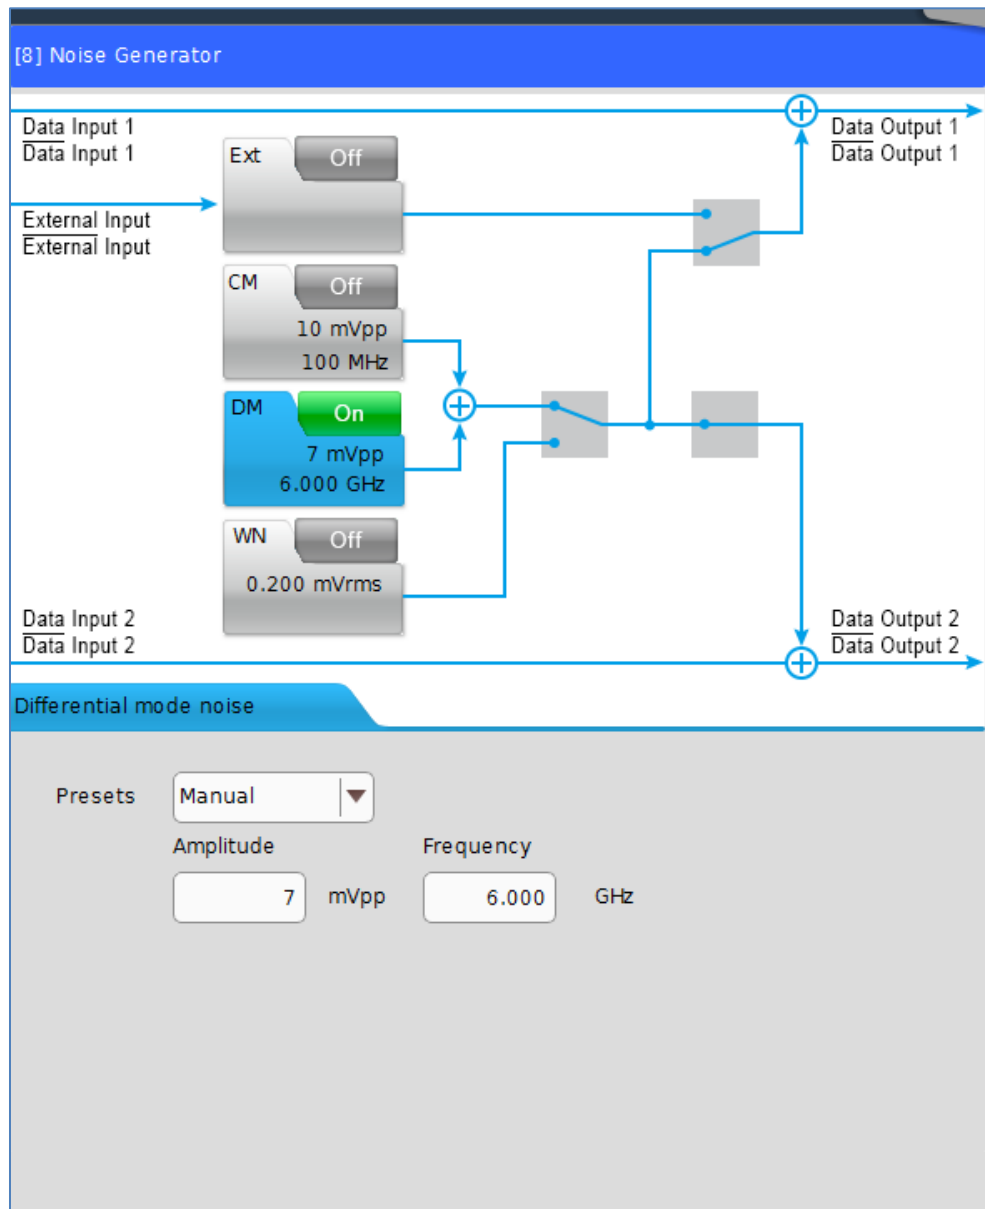 [8] Noise Generator
Data Input 1
Data Input 1
Data Output 1
Data Output 1
Ext
Off
External Input
External Input
CM
Off
10 mVpp
100 MHz
DM
On
7 mVpp
6.000 GHz
WN
Off
0.200 mVrms
Data Input 2
Data Input 2
Data Output 2
Data Output 2
Differential mode noise
Presets Manual
Amplitude Frequency
7 mVpp 6.000 GHz